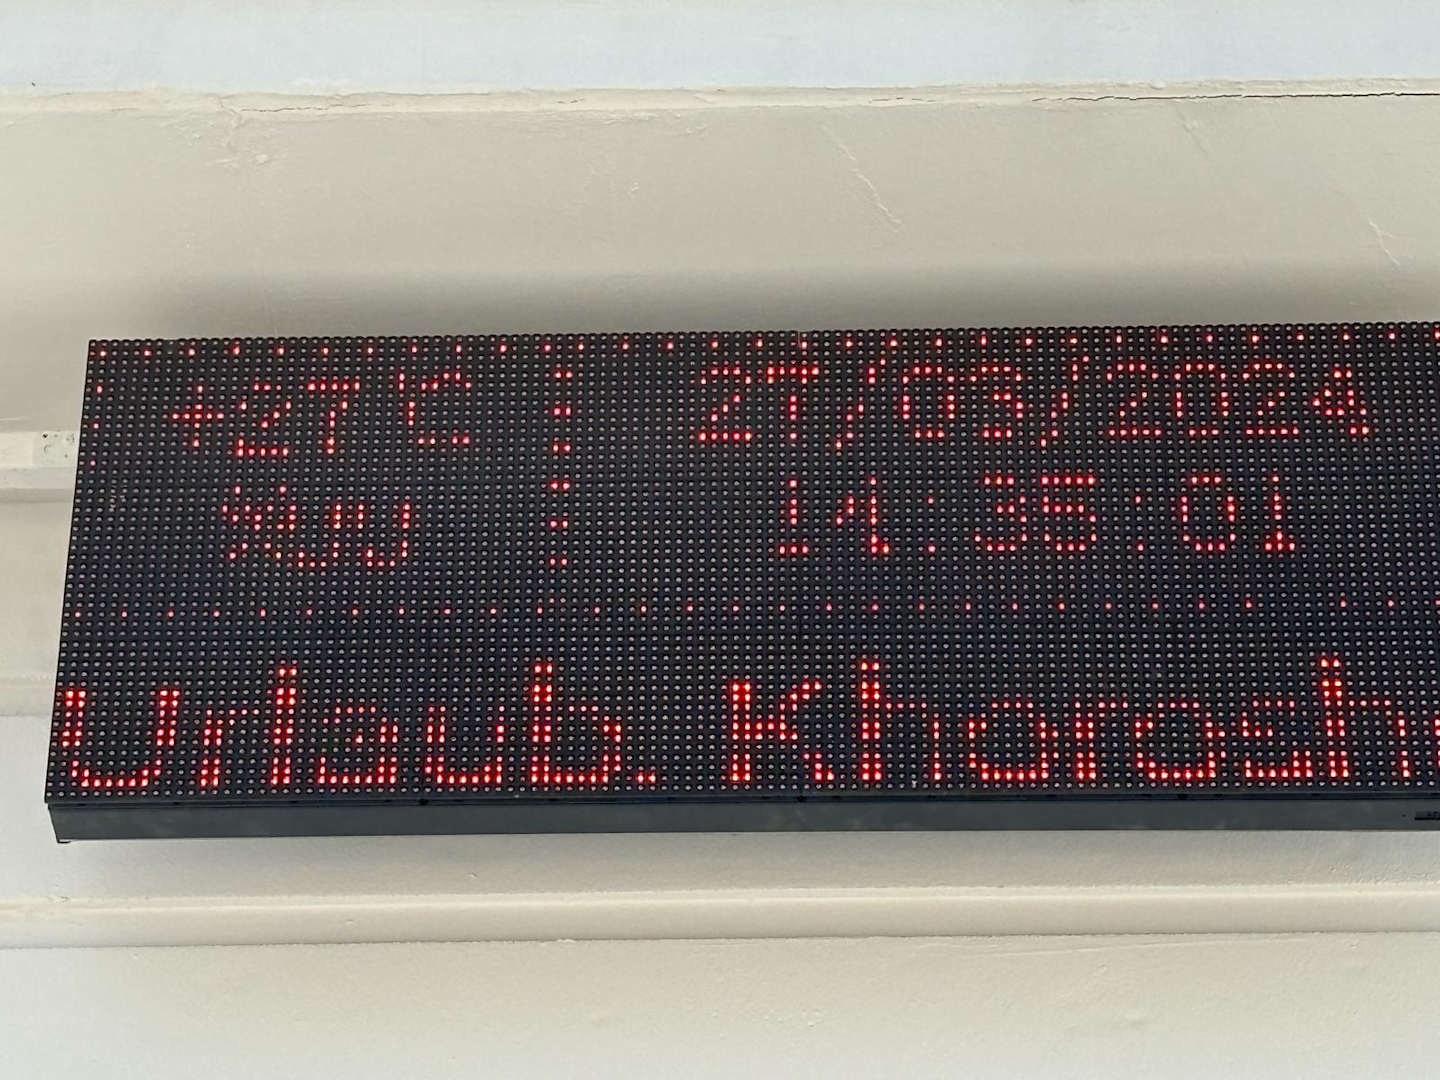 +27°C
27/03/2024
14:35:01
Urlaub. Khorosh